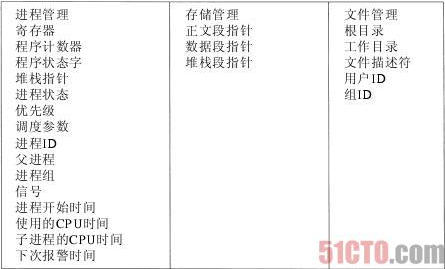 进程管理
寄存器
程序计数器
程序状态字
堆栈指针
进程状态
优先级
调度参数
进程ID
父进程
进程组
信号
进程开始时间
使用的CPU时间
子进程的CPU时间
下次报警时间
存储管理
正文段指针
数据段指针
堆栈段指针
文件管理
根目录
工作目录
文件描述符
用户ID
组ID
51CTO.com